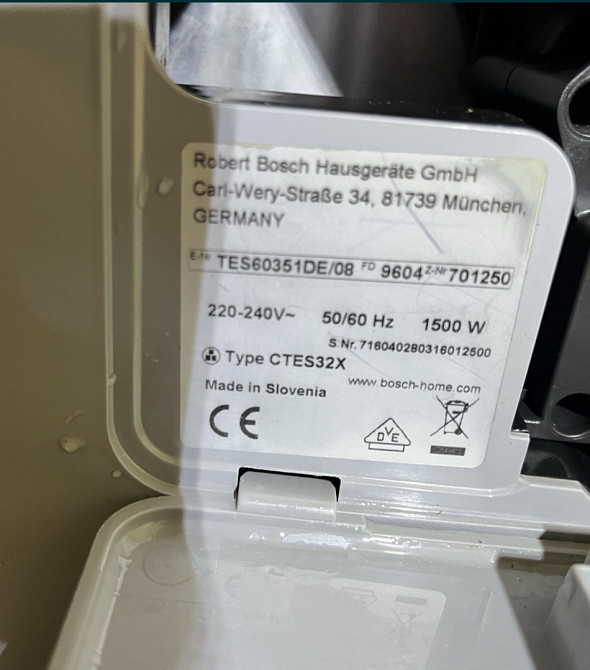 Robert Bosch Hausgeräte GmbH
Carl-Wery-Straße 34, 81739 München,
GERMANY
E-Nr TES60351DE/08 FD 9604 Z-Nr 701250
220-240V~ 50/60 Hz 1500 W
S.Nr. 716040280316012500
Type CTES32X
Made in Slovenia www.bosch-home.com
CE
DVE